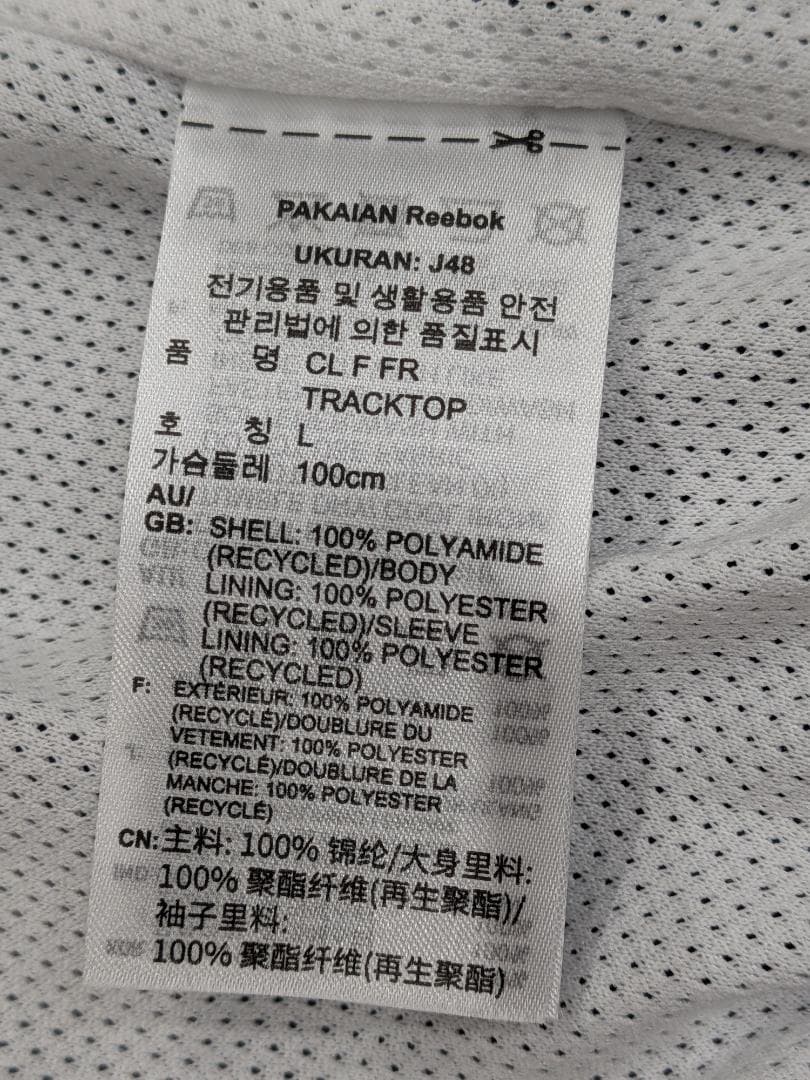 PAKAIAN Reebok
UKURAN: J48
전기용품 및 생활용품 안전
관리법에 의한 품질표시
품 명 CL F FR
TRACKTOP
호 칭 L
가슴둘레 100cm
AU/
GB: SHELL: 100% POLYAMIDE
(RECYCLED)/BODY
LINING: 100% POLYESTER
(RECYCLED)/SLEEVE
LINING: 100% POLYESTER
(RECYCLED)
F: EXTÉRIEUR: 100% POLYAMIDE
(RECYCLÉ)/DOUBLURE DU
VETEMENT: 100% POLYESTER
(RECYCLÉ)/DOUBLURE DE LA
MANCHE: 100% POLYESTER
(RECYCLÉ)
CN: 主料: 100% 锦纶/大身里料:
100% 聚酯纤维(再生聚酯)/
袖子里料:
100% 聚酯纤维(再生聚酯)